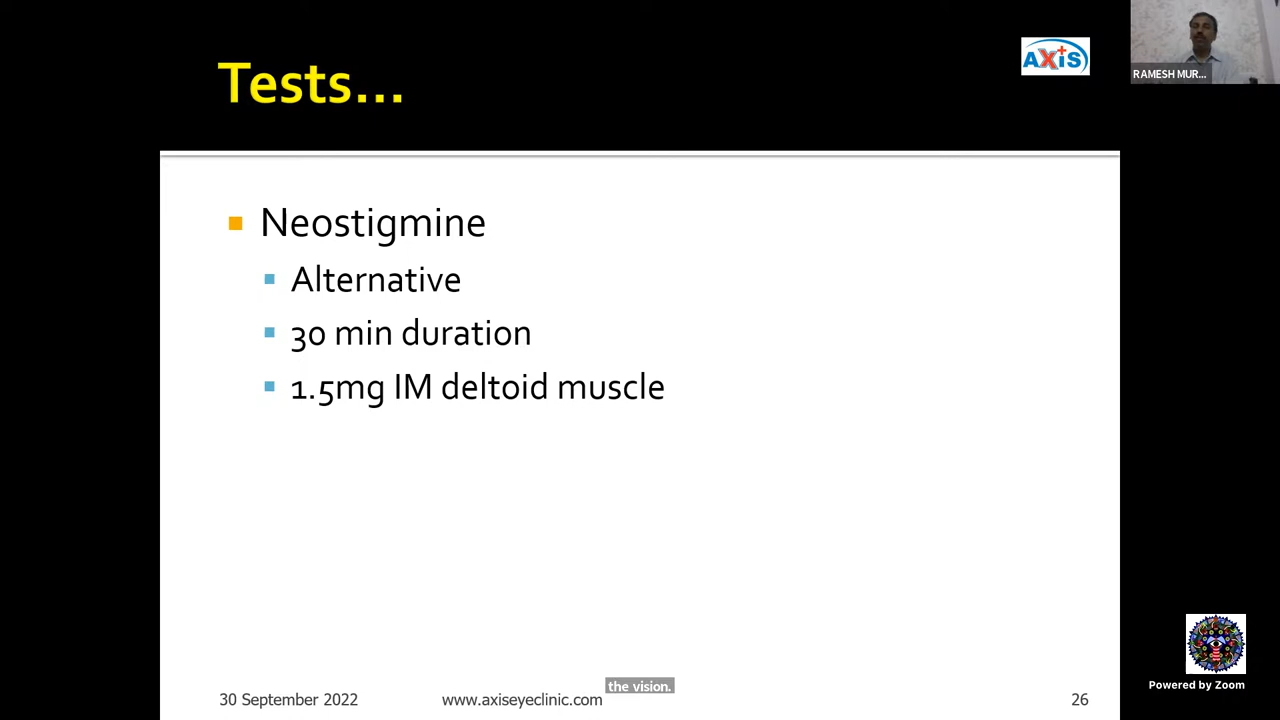 Tests...
AXiS
RAMESH MUR...
Neostigmine
Alternative
30 min duration
1.5mg IM deltoid muscle
the vision.
30 September 2022
www.axiseyeclinic.com
26
Powered by Zoom